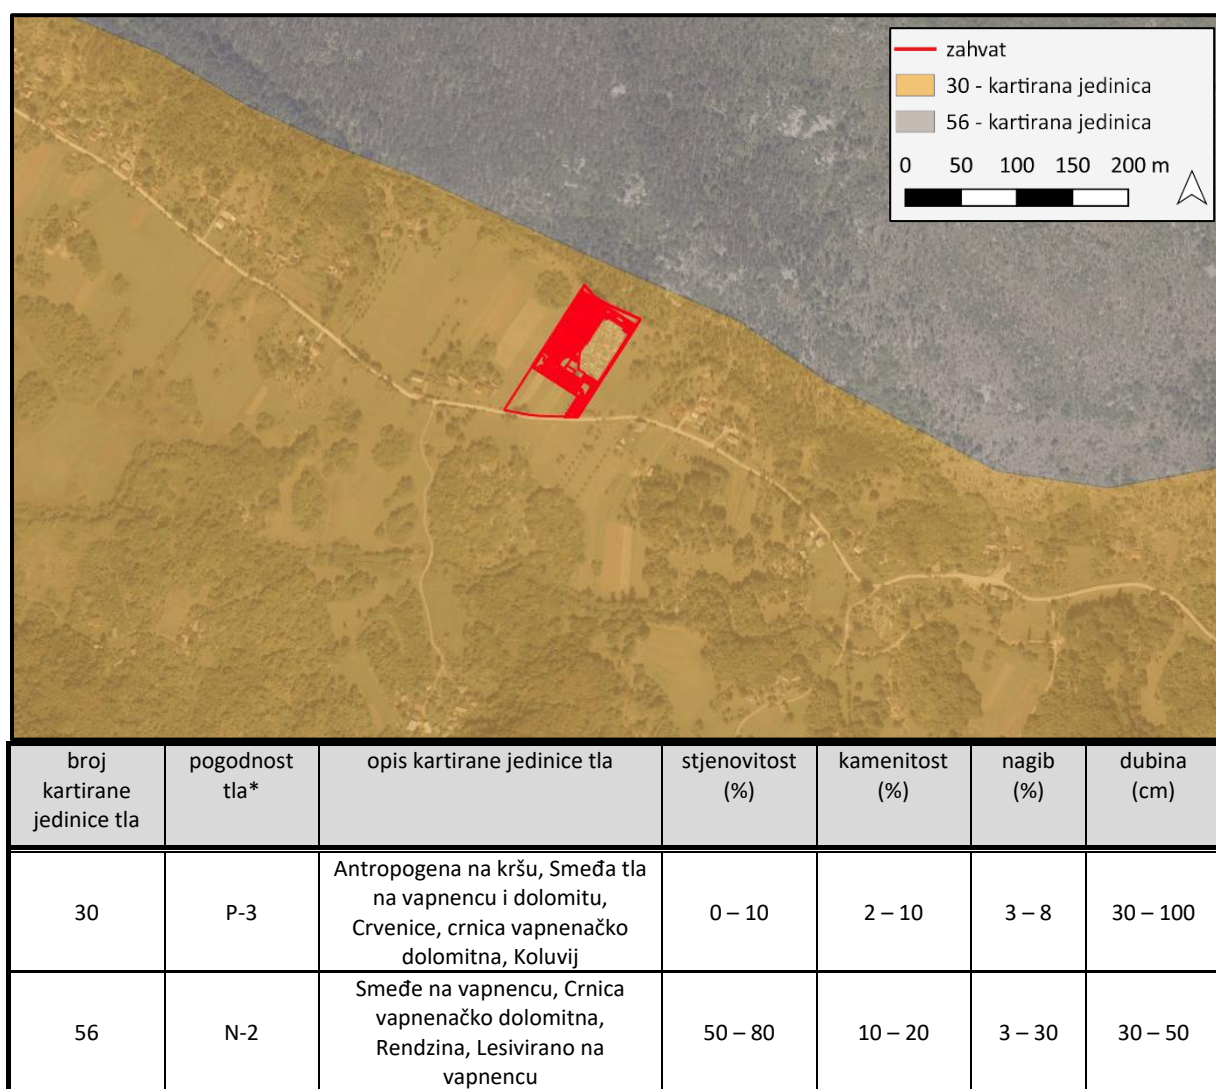 zahvat
30 - kartirana jedinica
56 - kartirana jedinica
0 50 100 150 200 m
broj
kartirane
jedinice tla
pogodnost
tla*
opis kartirane jedinice tla
stjenovitost
(%)
kamenitost
(%)
nagib
(%)
dubina
(cm)
30
P-3
Antropogena na kršu, Smeđa tla
na vapnencu i dolomitu,
Crvenice, crnica vapnenačko
dolomitna, Koluvij
0 – 10
2 – 10
3 – 8
30 – 100
56
N-2
Smeđe na vapnencu, Crnica
vapnenačko dolomitna,
Rendzina, Lesivirano na
vapnencu
50 – 80
10 – 20
3 – 30
30 – 50